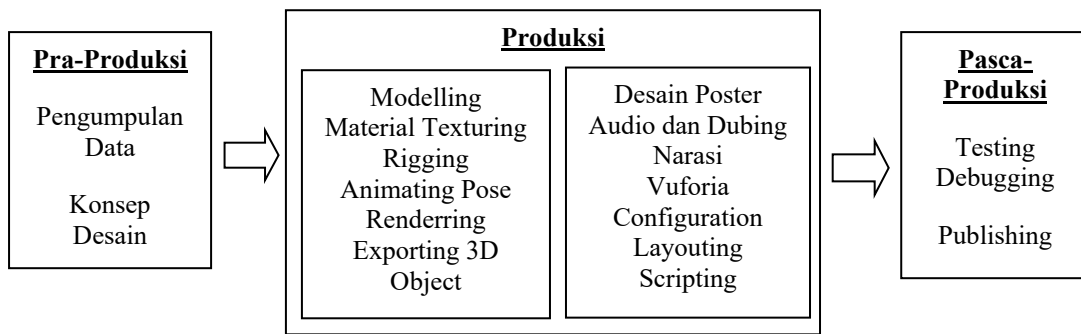 Pra-Produksi
Pengumpulan
Data
Konsep
Desain
Produksi
Modelling
Material Texturing
Rigging
Animating Pose
Renderring
Exporting 3D
Object
Desain Poster
Audio dan Dubing
Narasi
Vuforia
Configuration
Layouting
Scripting
Pasca-
Produksi
Testing
Debugging
Publishing